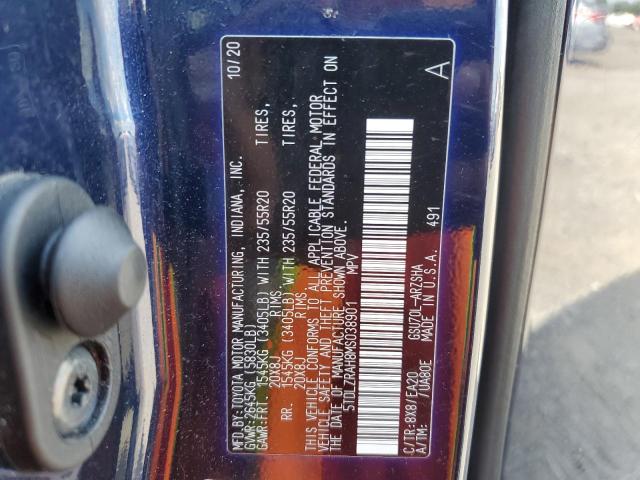 MFD.BY:TOYOTA MOTOR MANUFACTURING, INDIANA, INC. 10/20
GVWR:2645KG (5830LB)
GAWR:FRT. 1545KG (3405LB) WITH 235/55R20 TIRES,
20X8J RIMS
RR. 1545KG (3405LB) WITH 235/55R20 TIRES,
20X8J RIMS
THIS VEHICLE CONFORMS TO ALL APPLICABLE FEDERAL MOTOR
VEHICLE SAFETY AND THEFT PREVENTION STANDARDS IN EFFECT ON
THE DATE OF MANUFACTURE SHOWN ABOVE.
5TDLZRAH8MS038901 MPV
C/TR:8X8/EA20 GSU70L-ARZSHA A
A/TM: /UA80E MADE IN U.S.A.
491